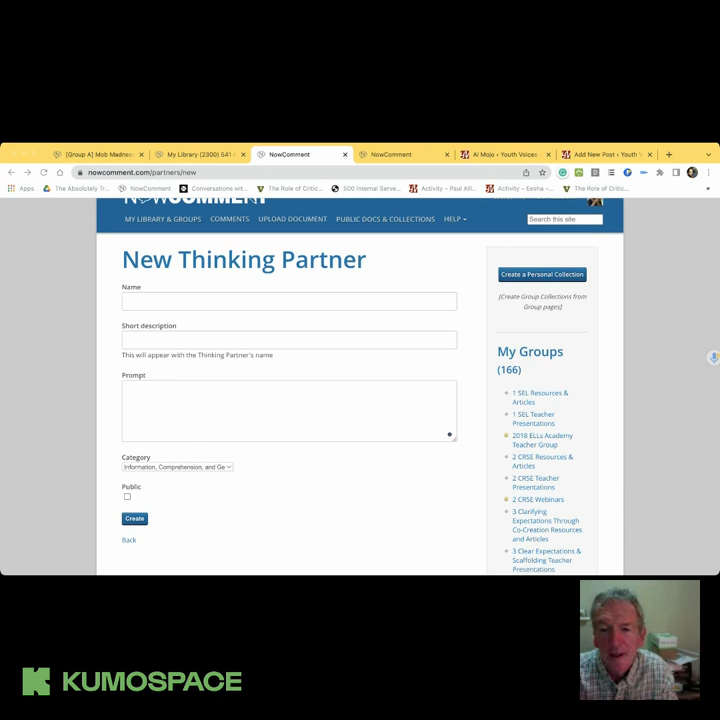 [Group A] Mob Madnes
My Library (2300) 541
NowComment
NowComment
AI Mojo < Youth Voices
Add New Post < Youth V
nowcomment.com/partners/new
Apps
The Absolutely Tr...
NowComment
Conversations wit...
The Role of Critic...
500 Internal Serve...
Activity – Paul Alli...
Activity – Eesha –...
The Role of Critic...
NOWCOMMENT
MY LIBRARY & GROUPS
COMMENTS
UPLOAD DOCUMENT
PUBLIC DOCS & COLLECTIONS
HELP
Search this site
New Thinking Partner
Name
Short description
This will appear with the Thinking Partner's name
Prompt
Category
Information, Comprehension, and Ge
Public
Create
Back
Create a Personal Collection
[Create Group Collections from
Group pages]
My Groups
(166)
1 SEL Resources &
Articles
1 SEL Teacher
Presentations
2018 ELLs Academy
Teacher Group
2 CRSE Resources &
Articles
2 CRSE Teacher
Presentations
2 CRSE Webinars
3 Clarifying
Expectations Through
Co-Creation Resources
and Articles
3 Clear Expectations &
Scaffolding Teacher
Presentations
KUMOSPACE